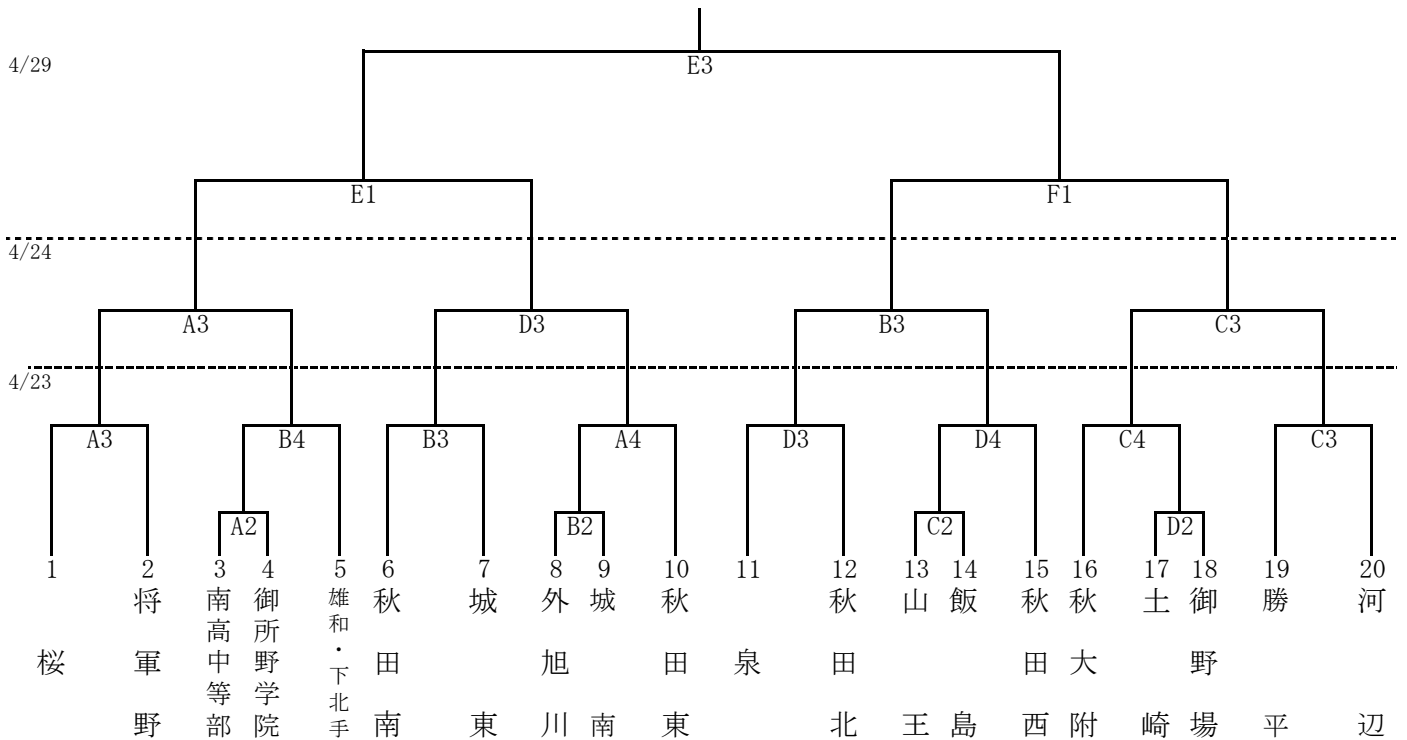 4/29
E3
E1
F1
4/24
A3
D3
B3
C3
4/23
A3
B4
B3
A4
D3
D4
C4
C3
A2
B2
C2
D2
1
2
3
4
5
6
7
8
9
10
11
12
13
14
15
16
17
18
19
20
桜
将軍野
南高中等部
御所野学院
雄和・下北手
秋田南
城東
外旭川
城南
秋田東
泉
秋田北
山王
飯島
秋田西
秋大附
土崎
御野場
勝平
河辺